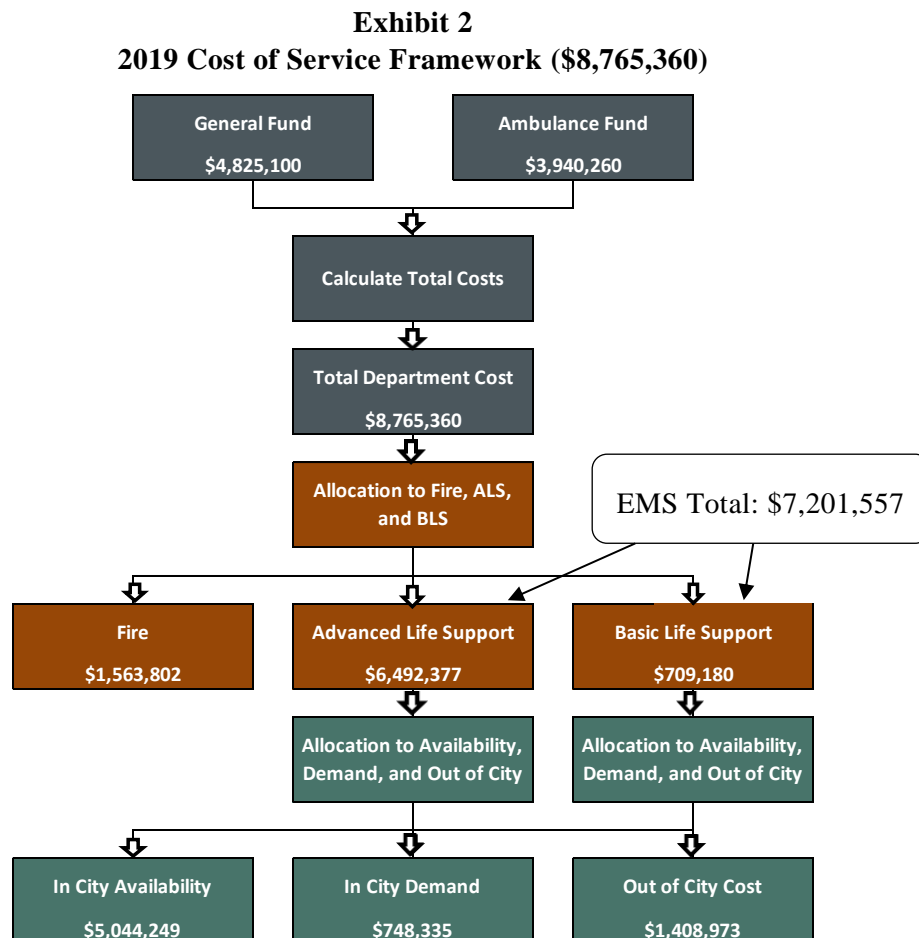 Exhibit 2
2019 Cost of Service Framework ($8,765,360)
General Fund
$4,825,100
Ambulance Fund
$3,940,260
Calculate Total Costs
Total Department Cost
$8,765,360
Allocation to Fire, ALS,
and BLS
EMS Total: $7,201,557
Fire
$1,563,802
Advanced Life Support
$6,492,377
Basic Life Support
$709,180
Allocation to Availability,
Demand, and Out of City
Allocation to Availability,
Demand, and Out of City
In City Availability
$5,044,249
In City Demand
$748,335
Out of City Cost
$1,408,973